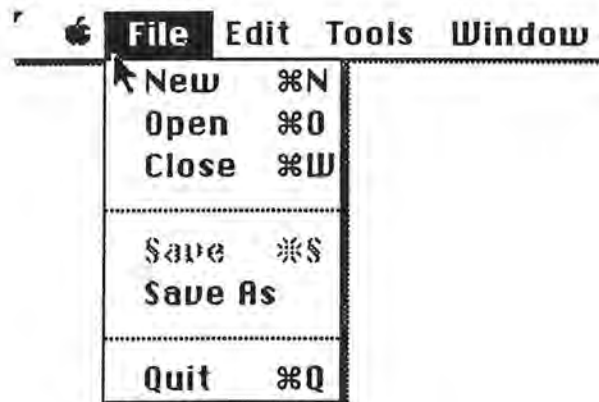 File Edit Tools Window
New ⌘N
Open ⌘O
Close ⌘W
Save ⌘S
Save As
Quit ⌘Q